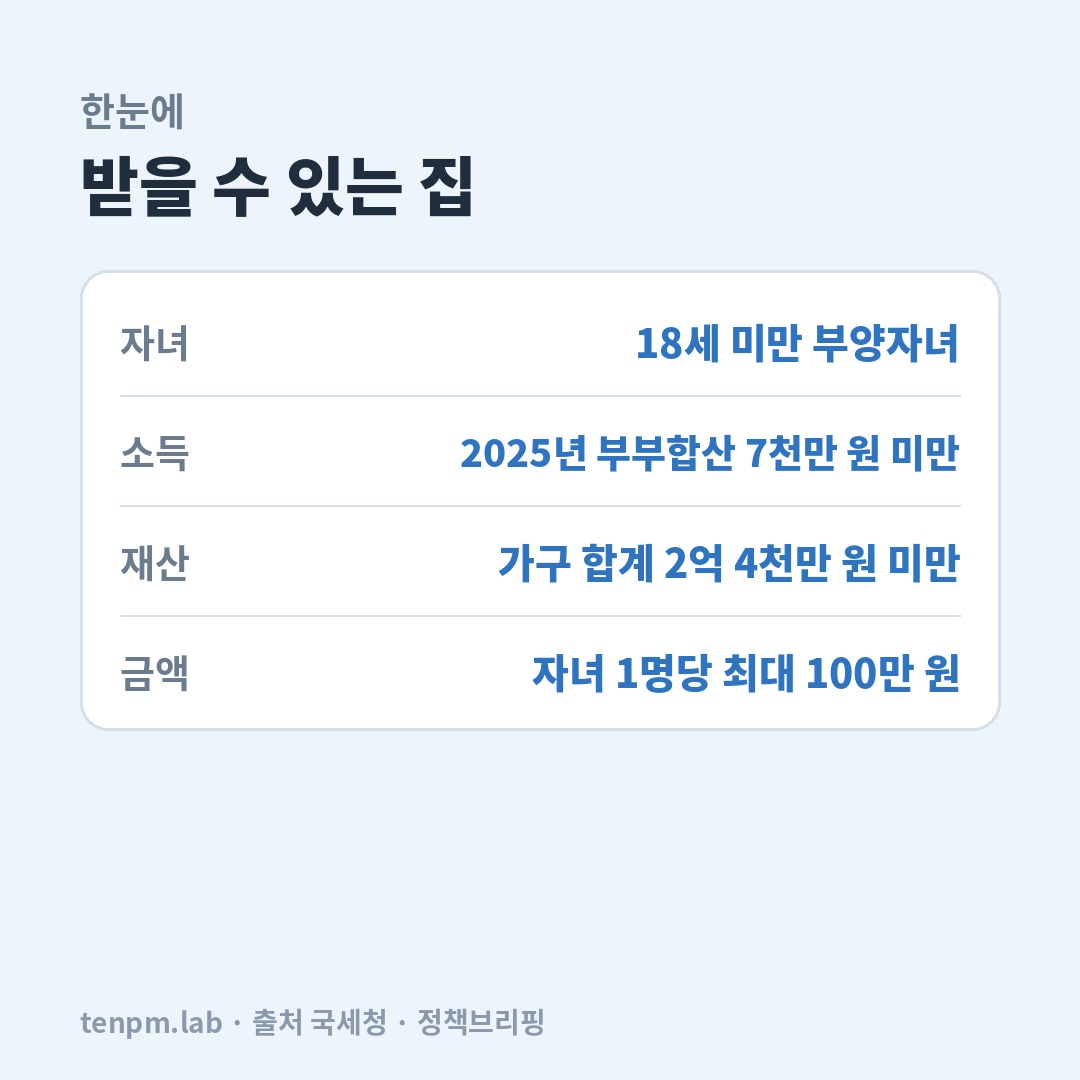 한눈에
받을 수 있는 집
자녀 18세 미만 부양자녀
소득 2025년 부부합산 7천만 원 미만
재산 가구 합계 2억 4천만 원 미만
금액 자녀 1명당 최대 100만 원
tenpm.lab · 출처 국세청 · 정책브리핑